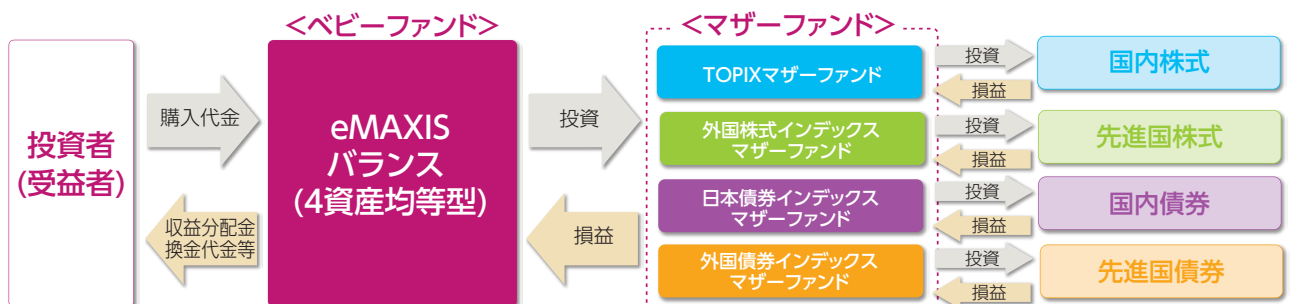 <ベビーファンド>
<マザーファンド>
投資者
(受益者)
購入代金
収益分配金
換金代金等
eMAXIS
バランス
(4資産均等型)
投資
損益
TOPIXマザーファンド
投資
損益
国内株式
外国株式インデックス
マザーファンド
投資
損益
先進国株式
日本債券インデックス
マザーファンド
投資
損益
国内債券
外国債券インデックス
マザーファンド
投資
損益
先進国債券